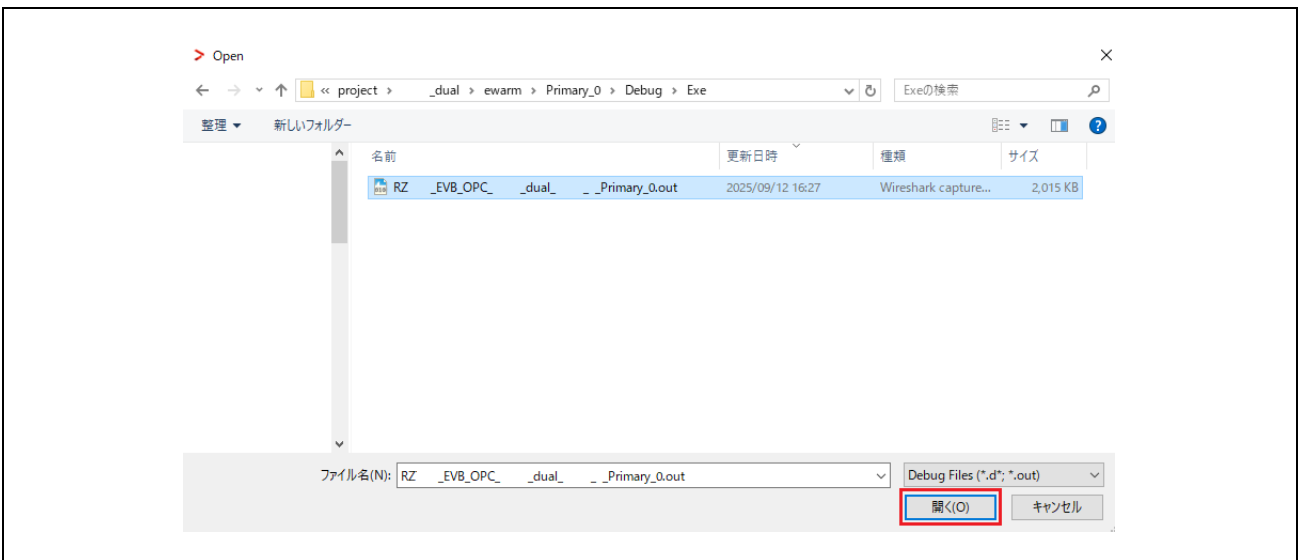 Open
« project › _dual › ewarm › Primary_0 › Debug › Exe
Exeの検索
整理 新しいフォルダー
名前 更新日時 種類 サイズ
RZ _EVB_OPC_ _dual_ _ _Primary_0.out 2025/09/12 16:27 Wireshark capture... 2,015 KB
ファイル名(N): RZ _EVB_OPC_ _dual_ _ _Primary_0.out Debug Files (*.d*; *.out)
開く(O) キャンセル